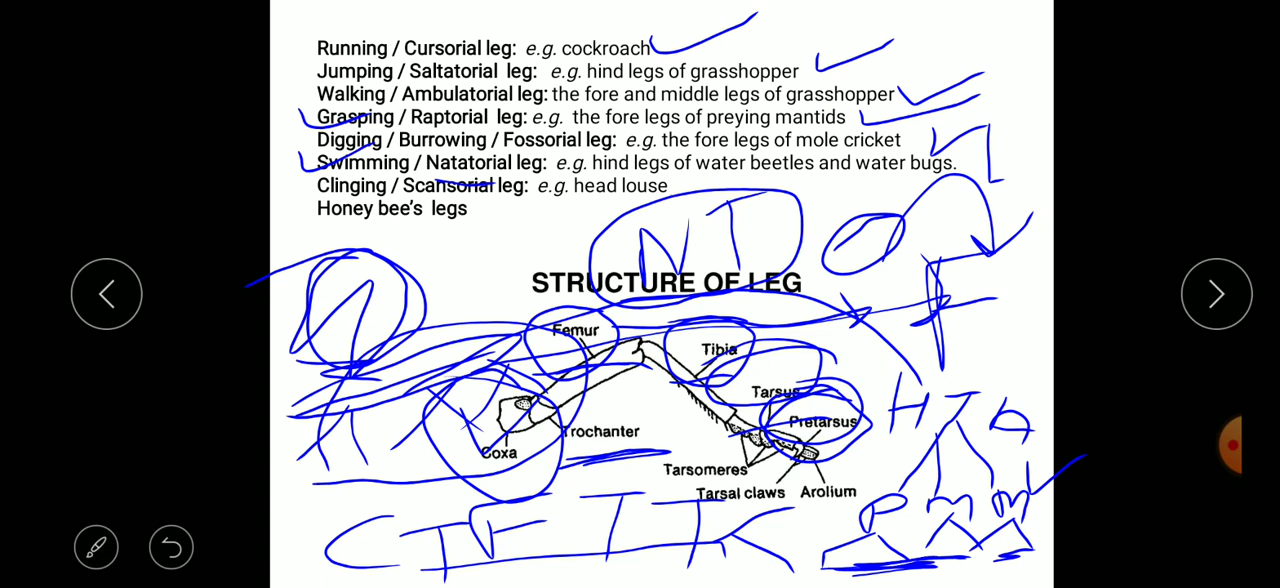 Running / Cursorial leg: e.g. cockroach
Jumping / Saltatorial leg: e.g. hind legs of grasshopper
Walking / Ambulatorial leg: the fore and middle legs of grasshopper
Grasping / Raptorial leg: e.g. the fore legs of preying mantids
Digging / Burrowing / Fossorial leg: e.g. the fore legs of mole cricket
Swimming / Natatorial leg: e.g. hind legs of water beetles and water bugs.
Clinging / Scansorial leg: e.g. head louse
Honey bee's legs
NT
STRUCTURE OF LEG
Femur
Tibia
Tarsus
HTA
Pretarsus
Trochanter
Coxa
Tarsomeres
Tarsal claws Arolium
P m m